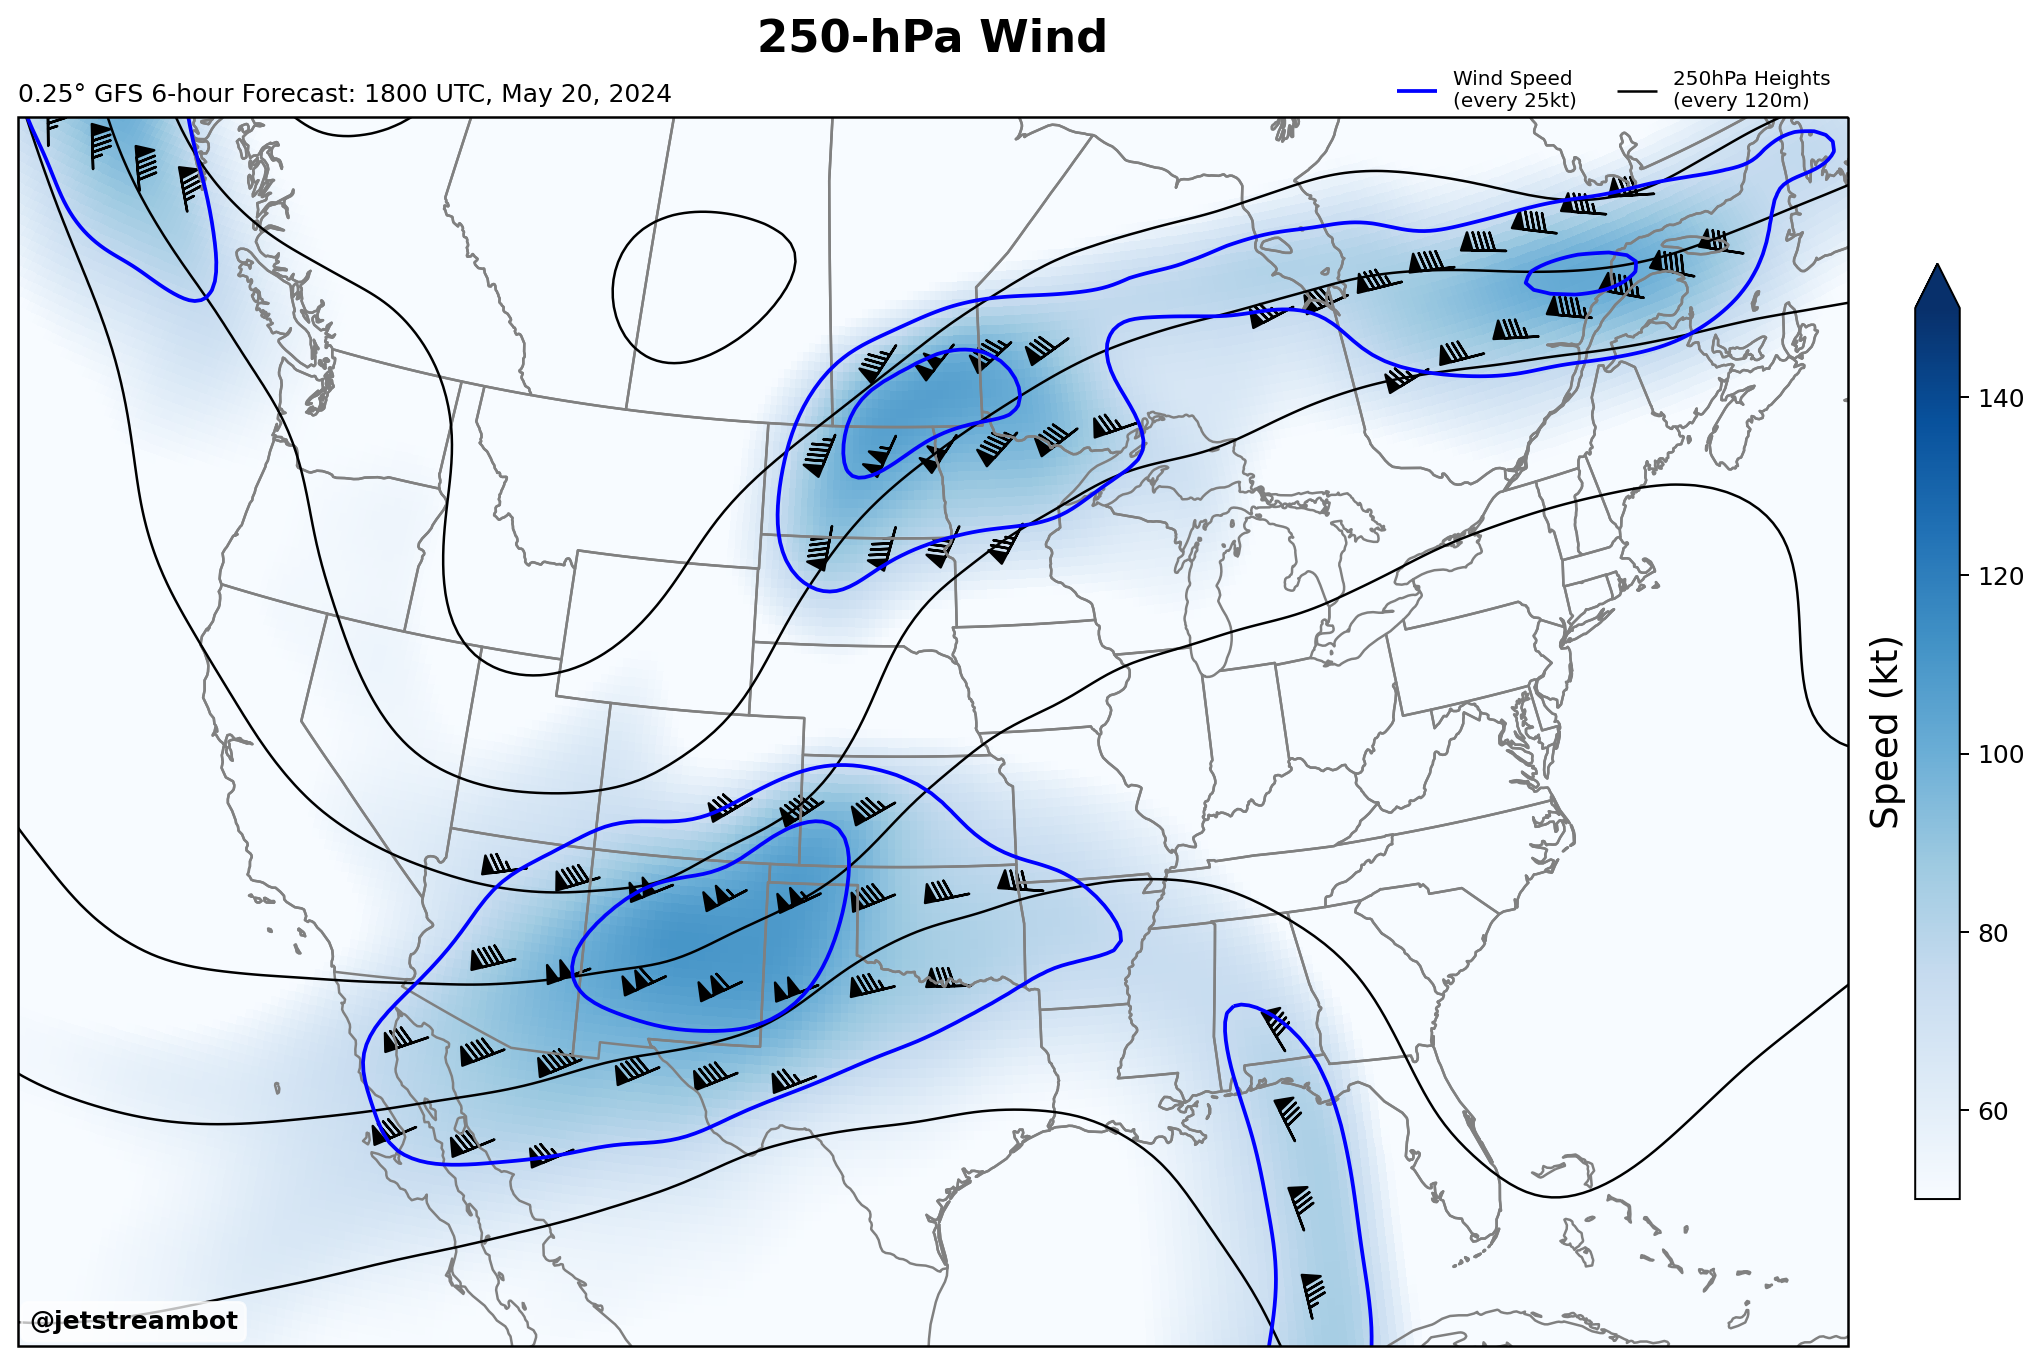 250-hPa Wind
0.25° GFS 6-hour Forecast: 1800 UTC, May 20, 2024
Wind Speed
(every 25kt)
250hPa Heights
(every 120m)
140
120
100
80
60
Speed (kt)
@jetstreambot